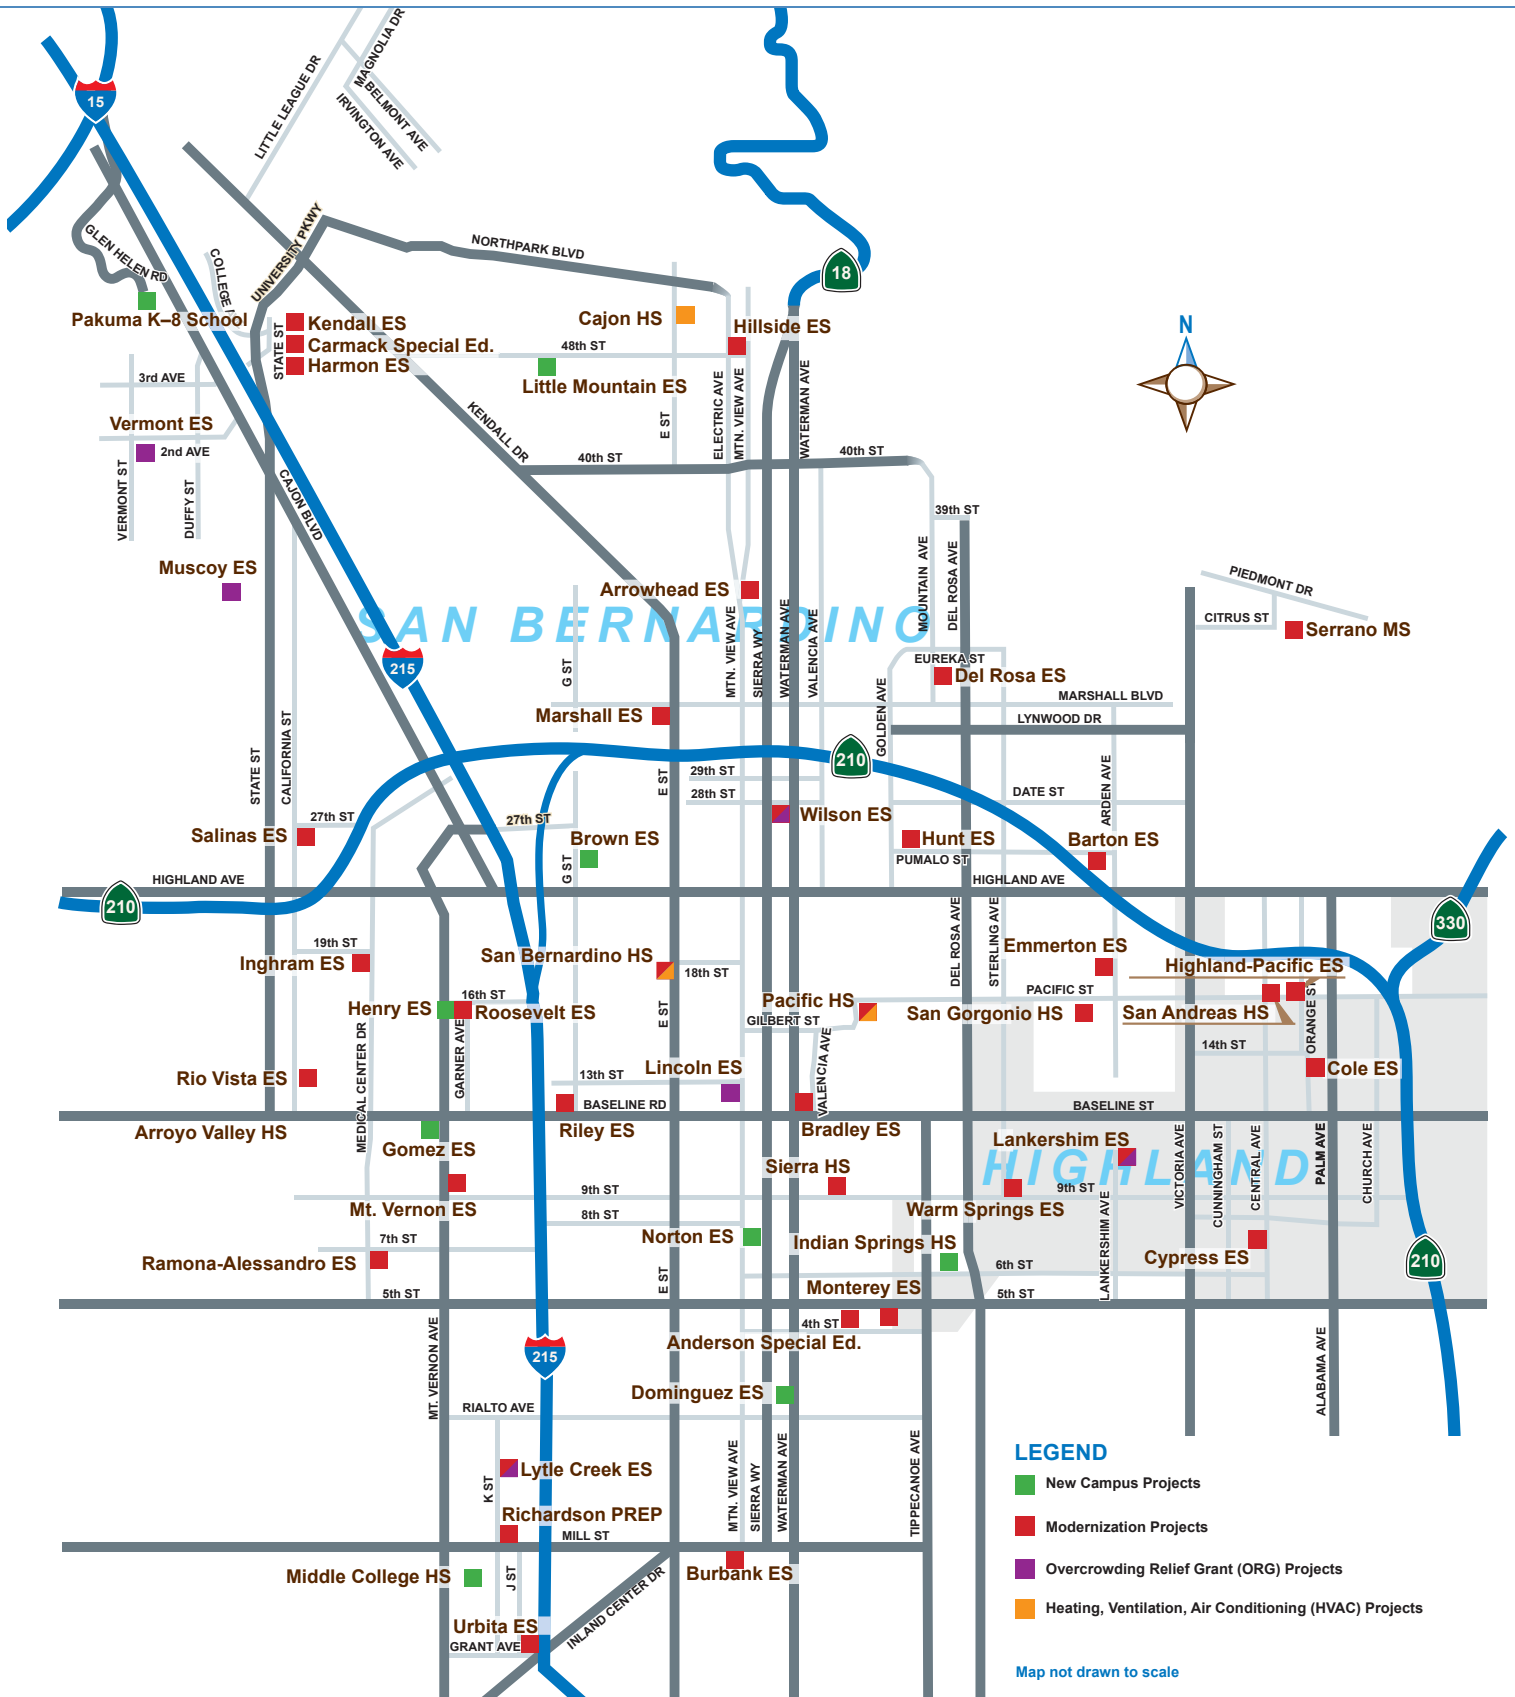 15
MAGNOLIA DR
LITTLE LEAGUE DR
BELMONT AVE
IRVINGTON AVE
GLEN HELEN RD
UNIVERSITY PKWY
NORTHPARK BLVD
18
Pakuma K–8 School
STATE ST
Kendall ES
Carmack Special Ed.
Harmon ES
Cajon HS
Hillside ES
48th ST
Little Mountain ES
N
3rd AVE
Vermont ES
2nd AVE
VERMONT ST
DUFFY ST
CAJON BLVD
KENDALL DR
E ST
ELECTRIC AVE
MTN. VIEW AVE
WATERMAN AVE
40th ST
40th ST
39th ST
MOUNTAIN AVE
DEL ROSA AVE
Muscoy ES
Arrowhead ES
PIEDMONT DR
CITRUS ST
Serrano MS
SAN BERNARDINO
215
G ST
MTN. VIEW AVE
SIERRA WY
WATERMAN AVE
VALENCIA AVE
EUREKA ST
Del Rosa ES
MARSHALL BLVD
Marshall ES
GOLDEN AVE
LYNWOOD DR
STATE ST
CALIFORNIA ST
210
E ST
29th ST
28th ST
DATE ST
ARDEN AVE
27th ST
27th ST
Salinas ES
Wilson ES
Brown ES
Hunt ES
Barton ES
G ST
PUMALO ST
HIGHLAND AVE
HIGHLAND AVE
210
330
19th ST
Inghram ES
San Bernardino HS
18th ST
DEL ROSA AVE
STERLING AVE
Emmerton ES
Highland-Pacific ES
16th ST
PACIFIC ST
Henry ES
Roosevelt ES
E ST
Pacific HS
GILBERT ST
San Gorgonio HS
San Andreas HS
ORANGE ST
MEDICAL CENTER DR
GARNER AVE
VALENCIA AVE
14th ST
Rio Vista ES
13th ST
Lincoln ES
Cole ES
BASELINE RD
BASELINE ST
Arroyo Valley HS
Gomez ES
Riley ES
Bradley ES
Lankershim ES
HIGHLAND
VICTORIA AVE
CUNNINGHAM ST
CENTRAL AVE
PALM AVE
CHURCH AVE
Sierra HS
9th ST
9th ST
Mt. Vernon ES
Warm Springs ES
LANKERSHIM AVE
8th ST
7th ST
Norton ES
Indian Springs HS
Cypress ES
Ramona-Alessandro ES
6th ST
210
E ST
Monterey ES
5th ST
5th ST
4th ST
Anderson Special Ed.
MT. VERNON AVE
215
ALABAMA AVE
Dominguez ES
RIALTO AVE
TIPPECANOE AVE
MTN. VIEW AVE
SIERRA WY
WATERMAN AVE
Lytle Creek ES
K ST
Richardson PREP
MILL ST
Middle College HS
J ST
Burbank ES
INLAND CENTER DR
Urbita ES
GRANT AVE
LEGEND
New Campus Projects
Modernization Projects
Overcrowding Relief Grant (ORG) Projects
Heating, Ventilation, Air Conditioning (HVAC) Projects
Map not drawn to scale
COLLEGE